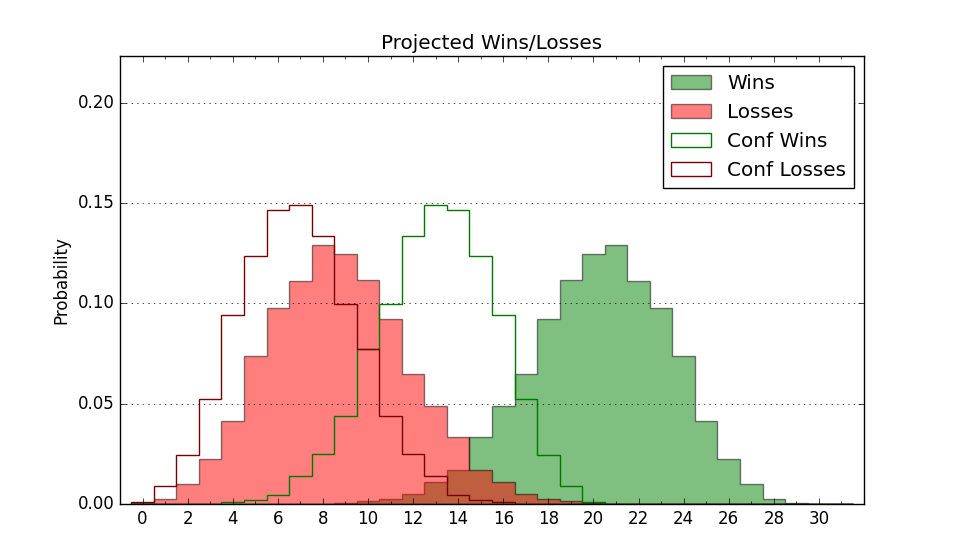 Projected Wins/Losses
Wins
Losses
Conf Wins
Conf Losses
Probability
0.20
0.15
0.10
0.05
0.00
0 2 4 6 8 10 12 14 16 18 20 22 24 26 28 30